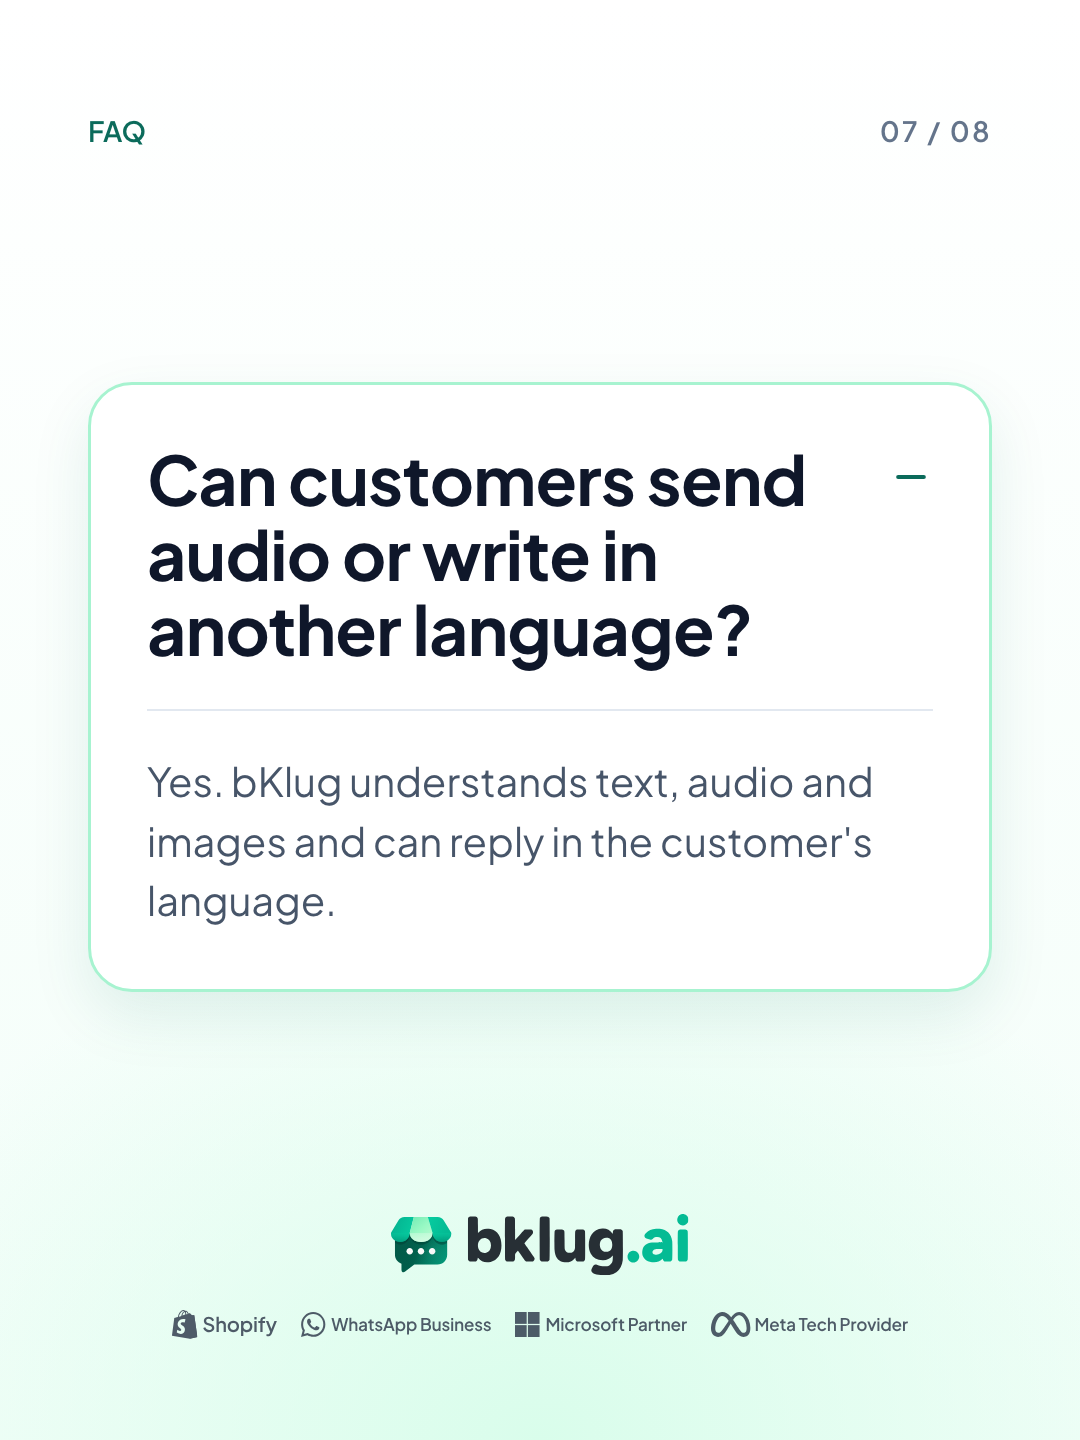 FAQ
07 / 08
Can customers send
audio or write in
another language?
Yes. bKlug understands text, audio and
images and can reply in the customer's
language.
bklug.ai
Shopify WhatsApp Business Microsoft Partner Meta Tech Provider